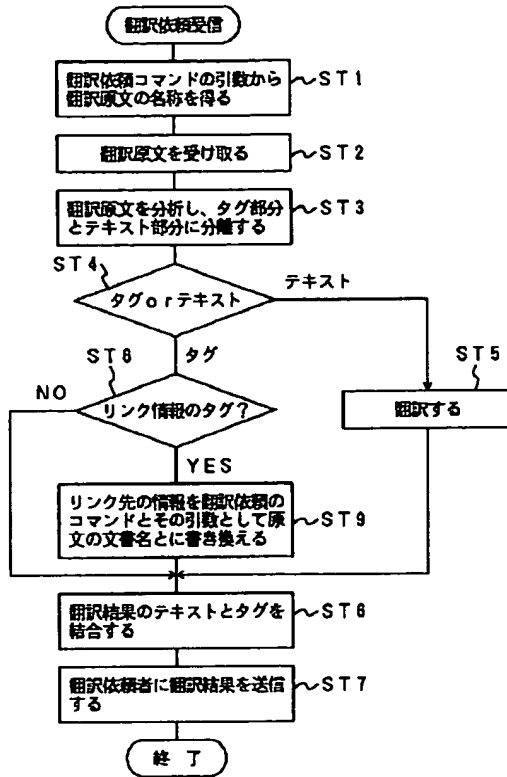 翻訳依頼受信
翻訳依頼コマンドの引数から
翻訳原文の名称を得る
ST1
翻訳原文を受け取る
ST2
翻訳原文を分析し、タグ部分
とテキスト部分に分離する
ST3
ST4
タグorテキスト
テキスト
タグ
ST8
リンク情報のタグ?
NO
YES
ST5
翻訳する
リンク先の情報を翻訳依頼の
コマンドとその引数として原
文の文書名とに書き換える
ST9
翻訳結果のテキストとタグを
結合する
ST6
翻訳依頼者に翻訳結果を送信
する
ST7
終了